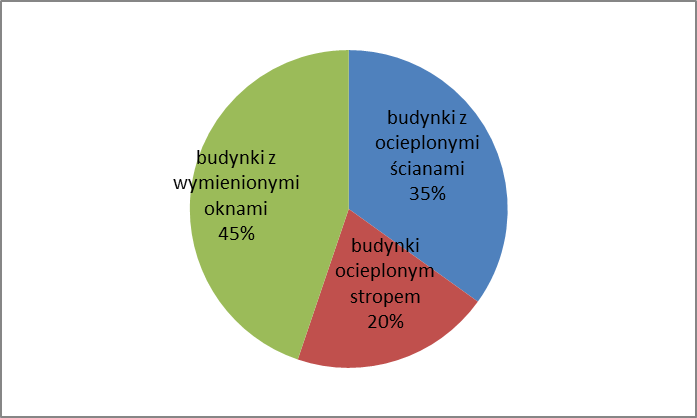 budynki z
ocieplonymi
ścianami
35%
budynki z
wymienionymi
oknami
45%
budynki
ocieplonym
stropem
20%